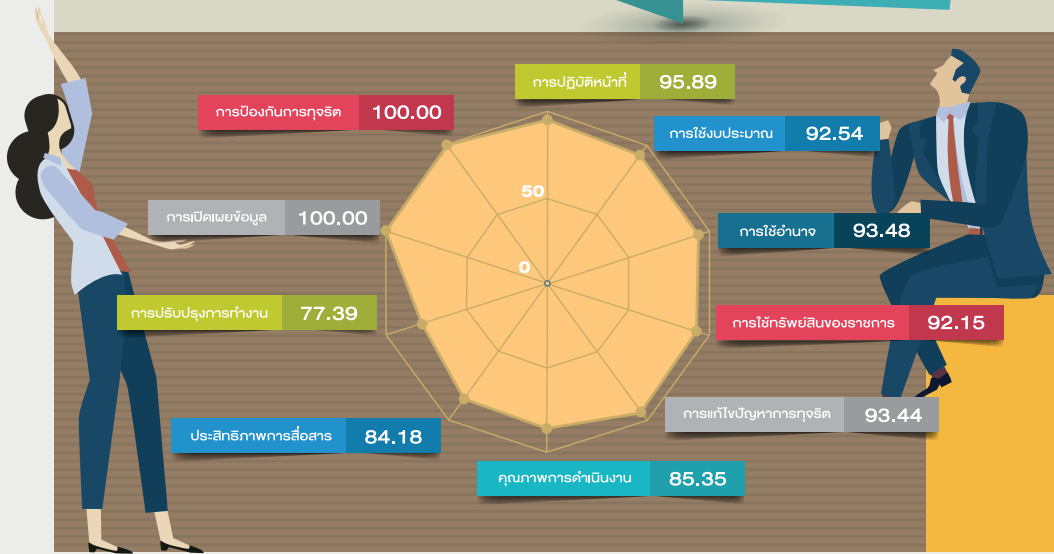 การปฏิบัติหน้าที่ 95.89
การป้องกันการทุจริต 100.00
การใช้งบประมาณ 92.54
50
การเปิดเผยข้อมูล 100.00
การใช้อำนาจ 93.48
0
การปรับปรุงการทำงาน 77.39
การใช้ทรัพย์สินของราชการ 92.15
การแก้ไขปัญหาการทุจริต 93.44
ประสิทธิภาพการสื่อสาร 84.18
คุณภาพการดำเนินงาน 85.35